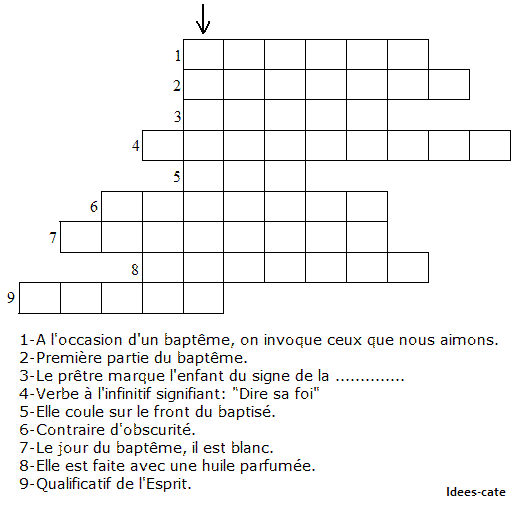 1
2
3
4
5
6
7
8
9
1-A l'occasion d'un baptême, on invoque ceux que nous aimons.
2-Première partie du baptême.
3-Le prêtre marque l'enfant du signe de la ..............
4-Verbe à l'infinitif signifiant: "Dire sa foi"
5-Elle coule sur le front du baptisé.
6-Contraire d'obscurité.
7-Le jour du baptême, il est blanc.
8-Elle est faite avec une huile parfumée.
9-Qualificatif de l'Esprit.
Idees-cate